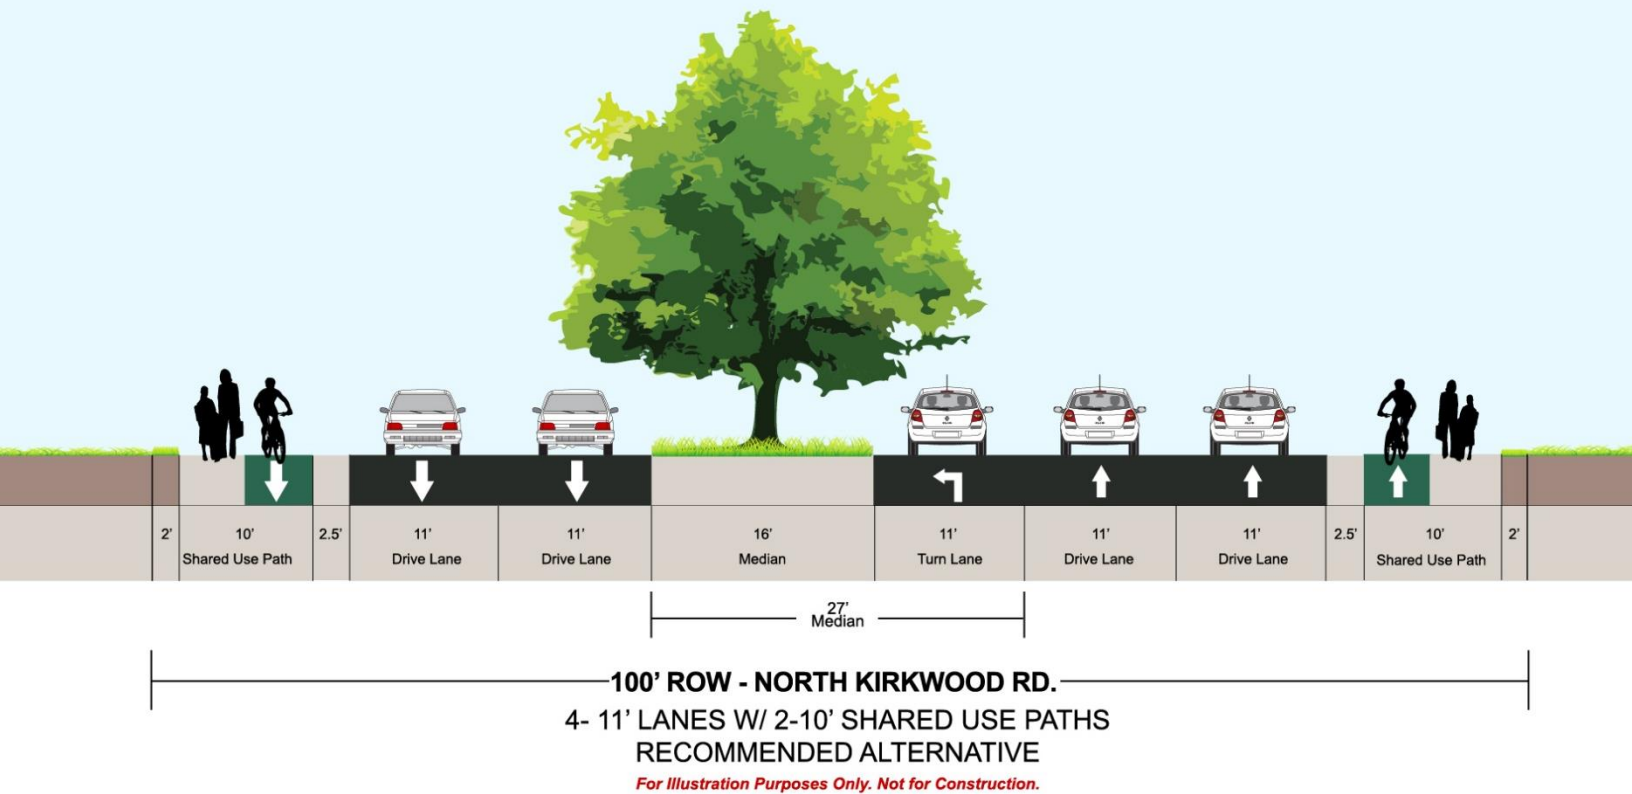 2' 10' 2.5' 11' 11' 16' 11' 11' 11' 2.5' 10' 2'
Shared Use Path Drive Lane Drive Lane Median Turn Lane Drive Lane Drive Lane Shared Use Path
27'
Median
100' ROW - NORTH KIRKWOOD RD.
4- 11' LANES W/ 2-10' SHARED USE PATHS
RECOMMENDED ALTERNATIVE
For Illustration Purposes Only. Not for Construction.